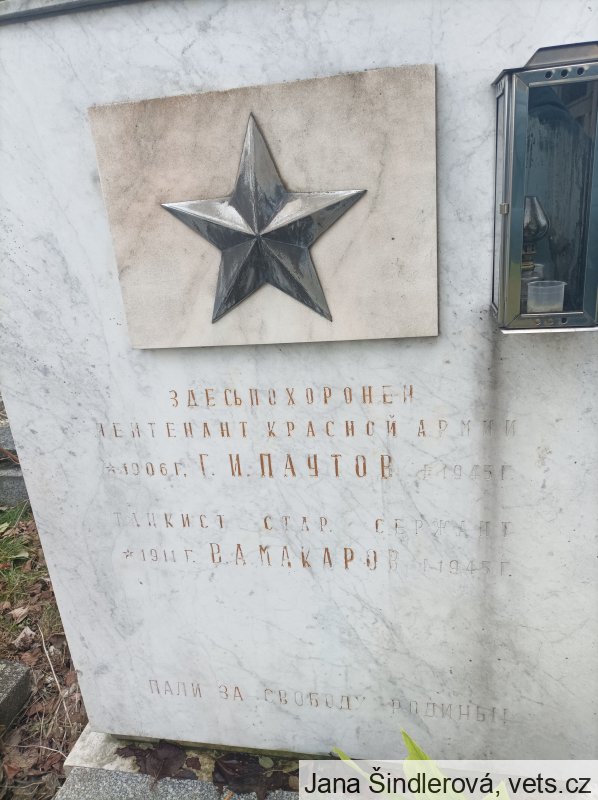 ЗДЕСЬ ПОХОРОНЕН
ЛЕЙТЕНАНТ КРАСНОЙ АРМИИ
*1906 Г. Г. И. ПАУТОВ ✝1945 Г.
ТАНКИСТ СТАР. СЕРЖАНТ
*1911 Г. В. А. МАКАРОВ ✝1945 Г.
ПАЛИ ЗА СВОБОДУ РОДИНЫ!
Jana Šindlerová, vets.cz